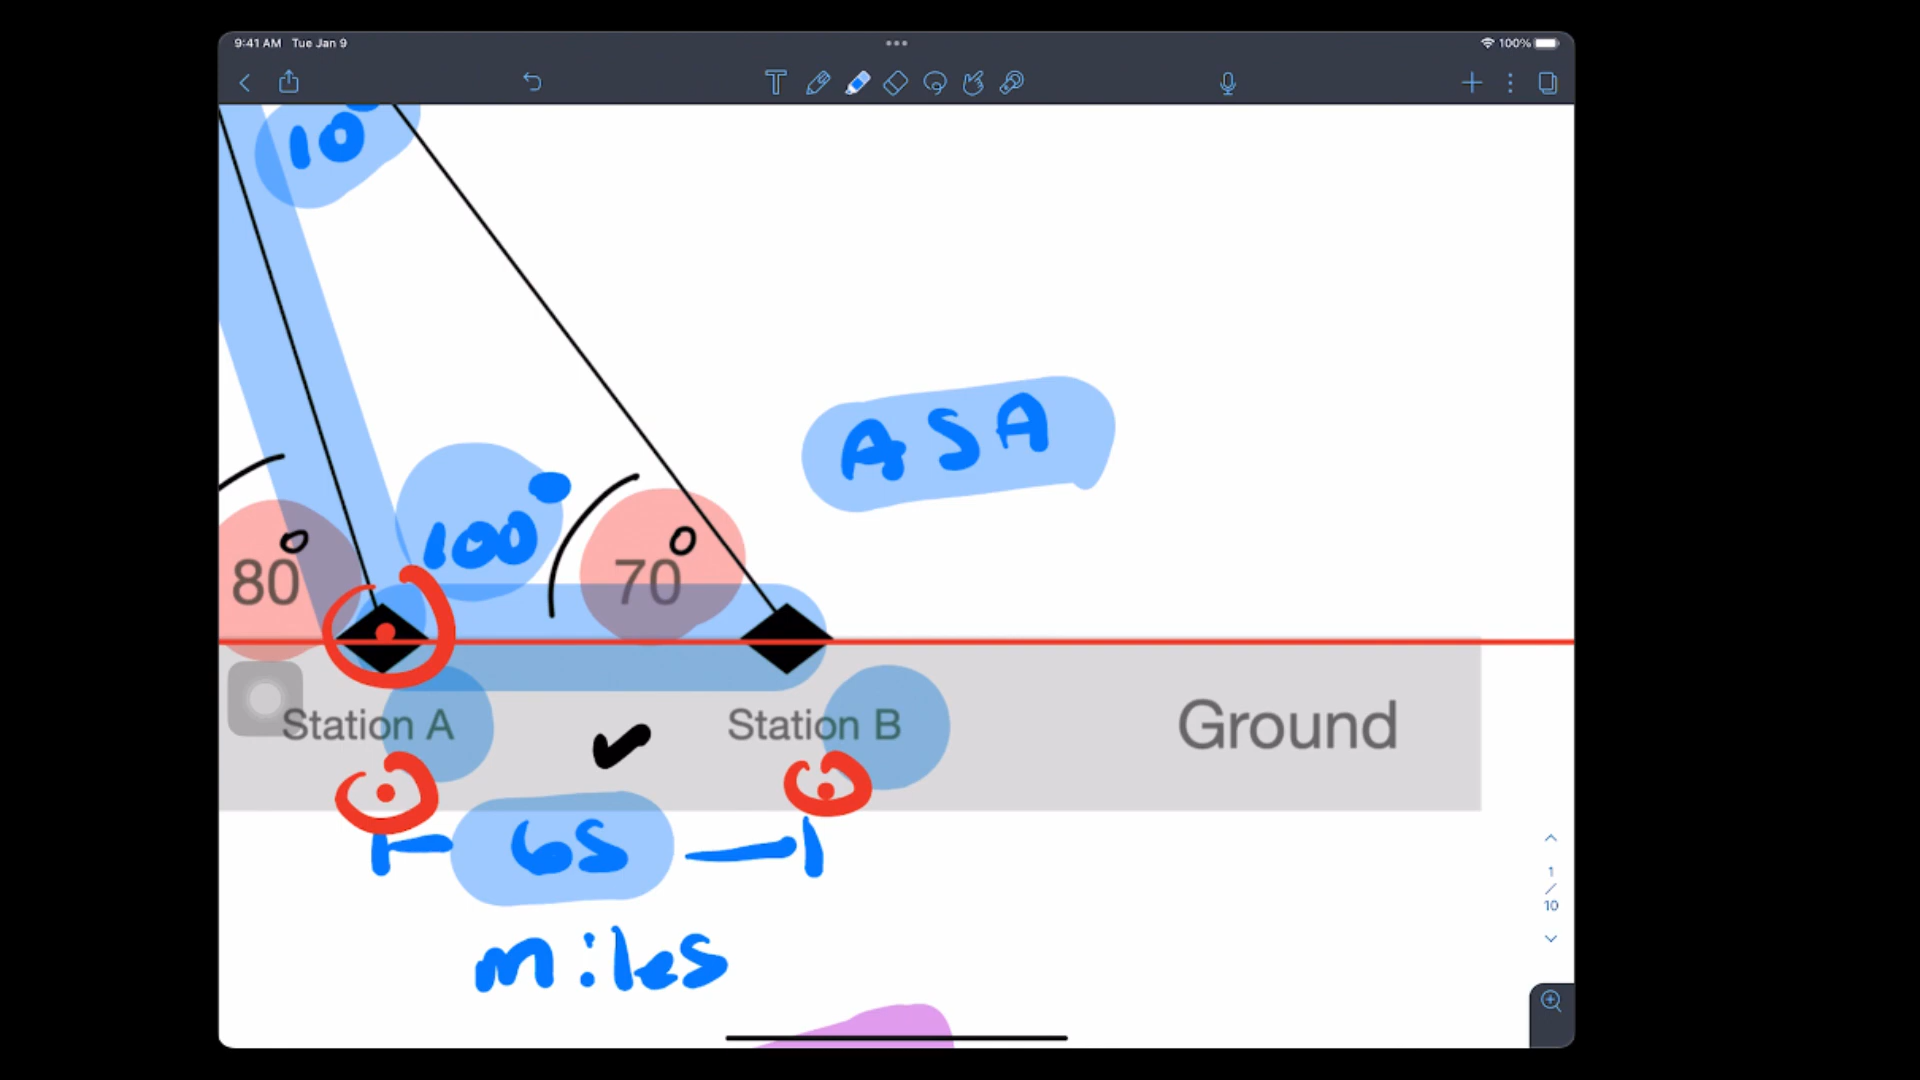 9:41 AM Tue Jan 9
100%
10°
ASA
100°
80°
70°
Station A
Station B
Ground
65
miles
1
/
10